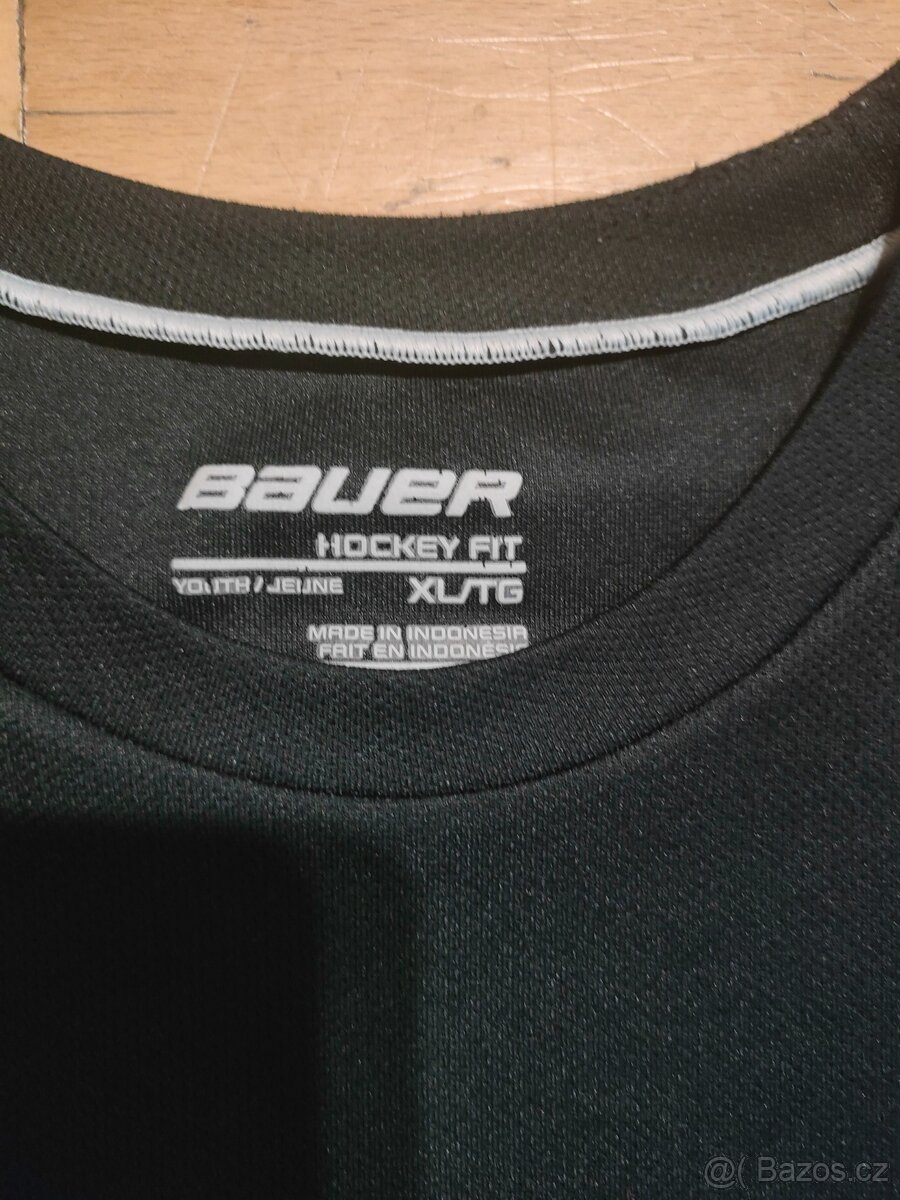 BAUER
HOCKEY FIT
YOUTH / JEUNE XL/TG
MADE IN INDONESIA
FAIT EN INDONESIE
@( Bazos.cz